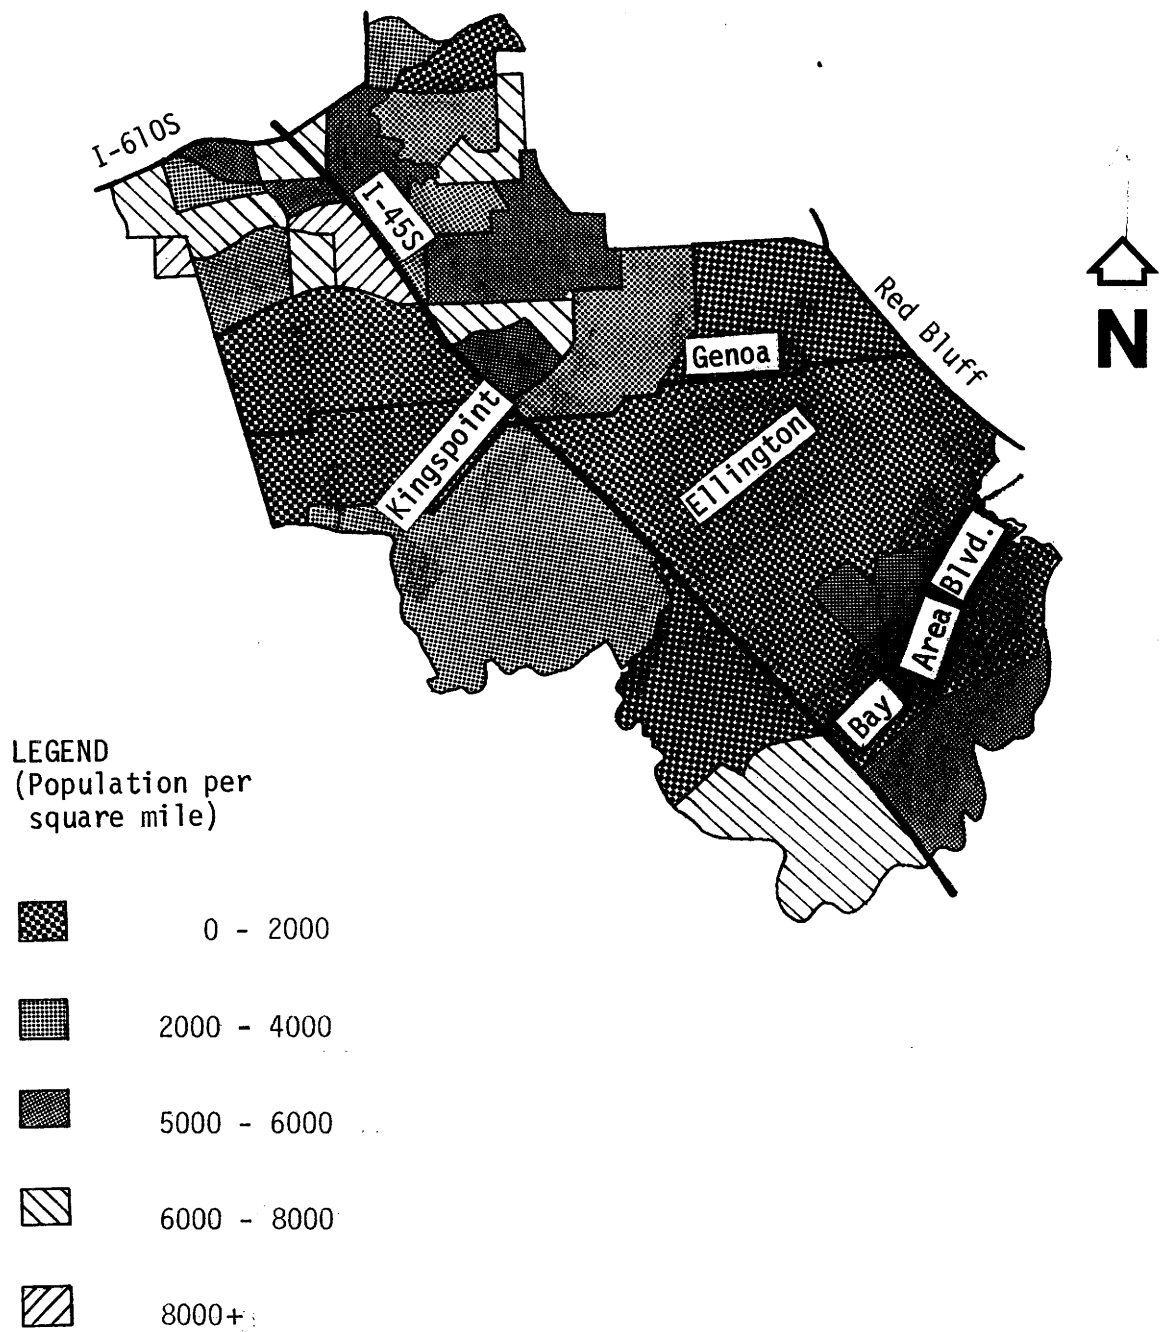 I-610S
I-45S
Red Bluff
N
Genoa
Kingspoint
Ellington
Bay Area Blvd.
LEGEND
(Population per
square mile)
0 - 2000
2000 - 4000
5000 - 6000
6000 - 8000
8000+